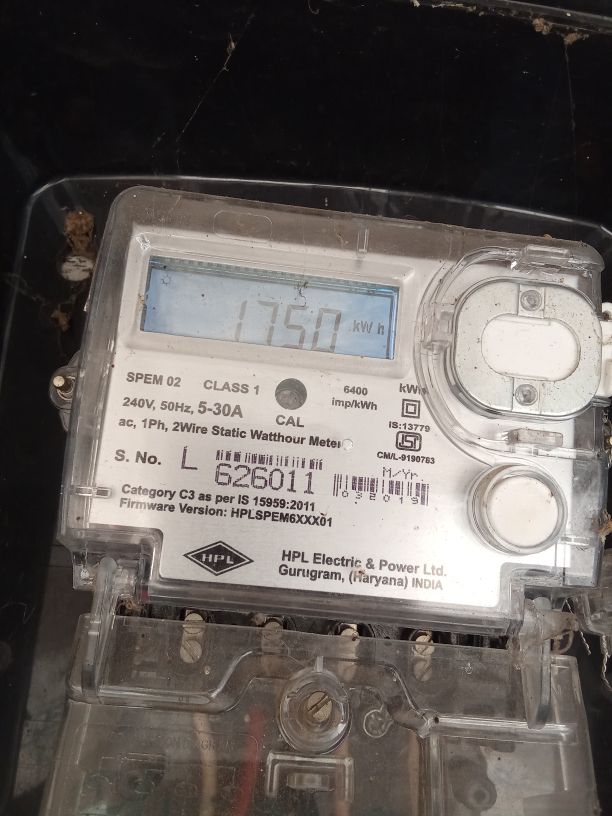 1750 kWh
SPEM 02 CLASS 1 6400 imp/kWh kWh
240V, 50Hz, 5-30A CAL IS:13779
ac, 1Ph, 2Wire Static Watthour Meter
CM/L-9190783
S. No. L 626011 M/Yr.
032019
Category C3 as per IS 15959:2011
Firmware Version: HPLSPEM6XXX01
HPL
HPL Electric & Power Ltd.
Gurugram, (Haryana) INDIA